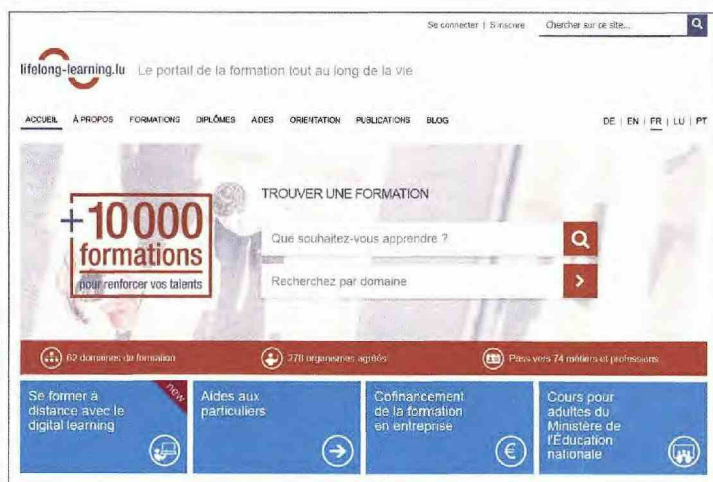 Se connecter | S'inscrire
Chercher sur ce site...
lifelong-learning.lu
Le portail de la formation tout au long de la vie
ACCUEIL À PROPOS FORMATIONS DIPLÔMES AIDES ORIENTATION PUBLICATIONS BLOG
DE | EN | FR | LU | PT
+10 000
formations
pour renforcer vos talents
TROUVER UNE FORMATION
Que souhaitez-vous apprendre ?
Recherchez par domaine
62 domaines de formation
278 organismes agréés
Pass vers 74 métiers et professions
Se former à
distance avec le
digital learning
new
Aides aux
particuliers
Cofinancement
de la formation
en entreprise
€
Cours pour
adultes du
Ministère de
l'Éducation
nationale